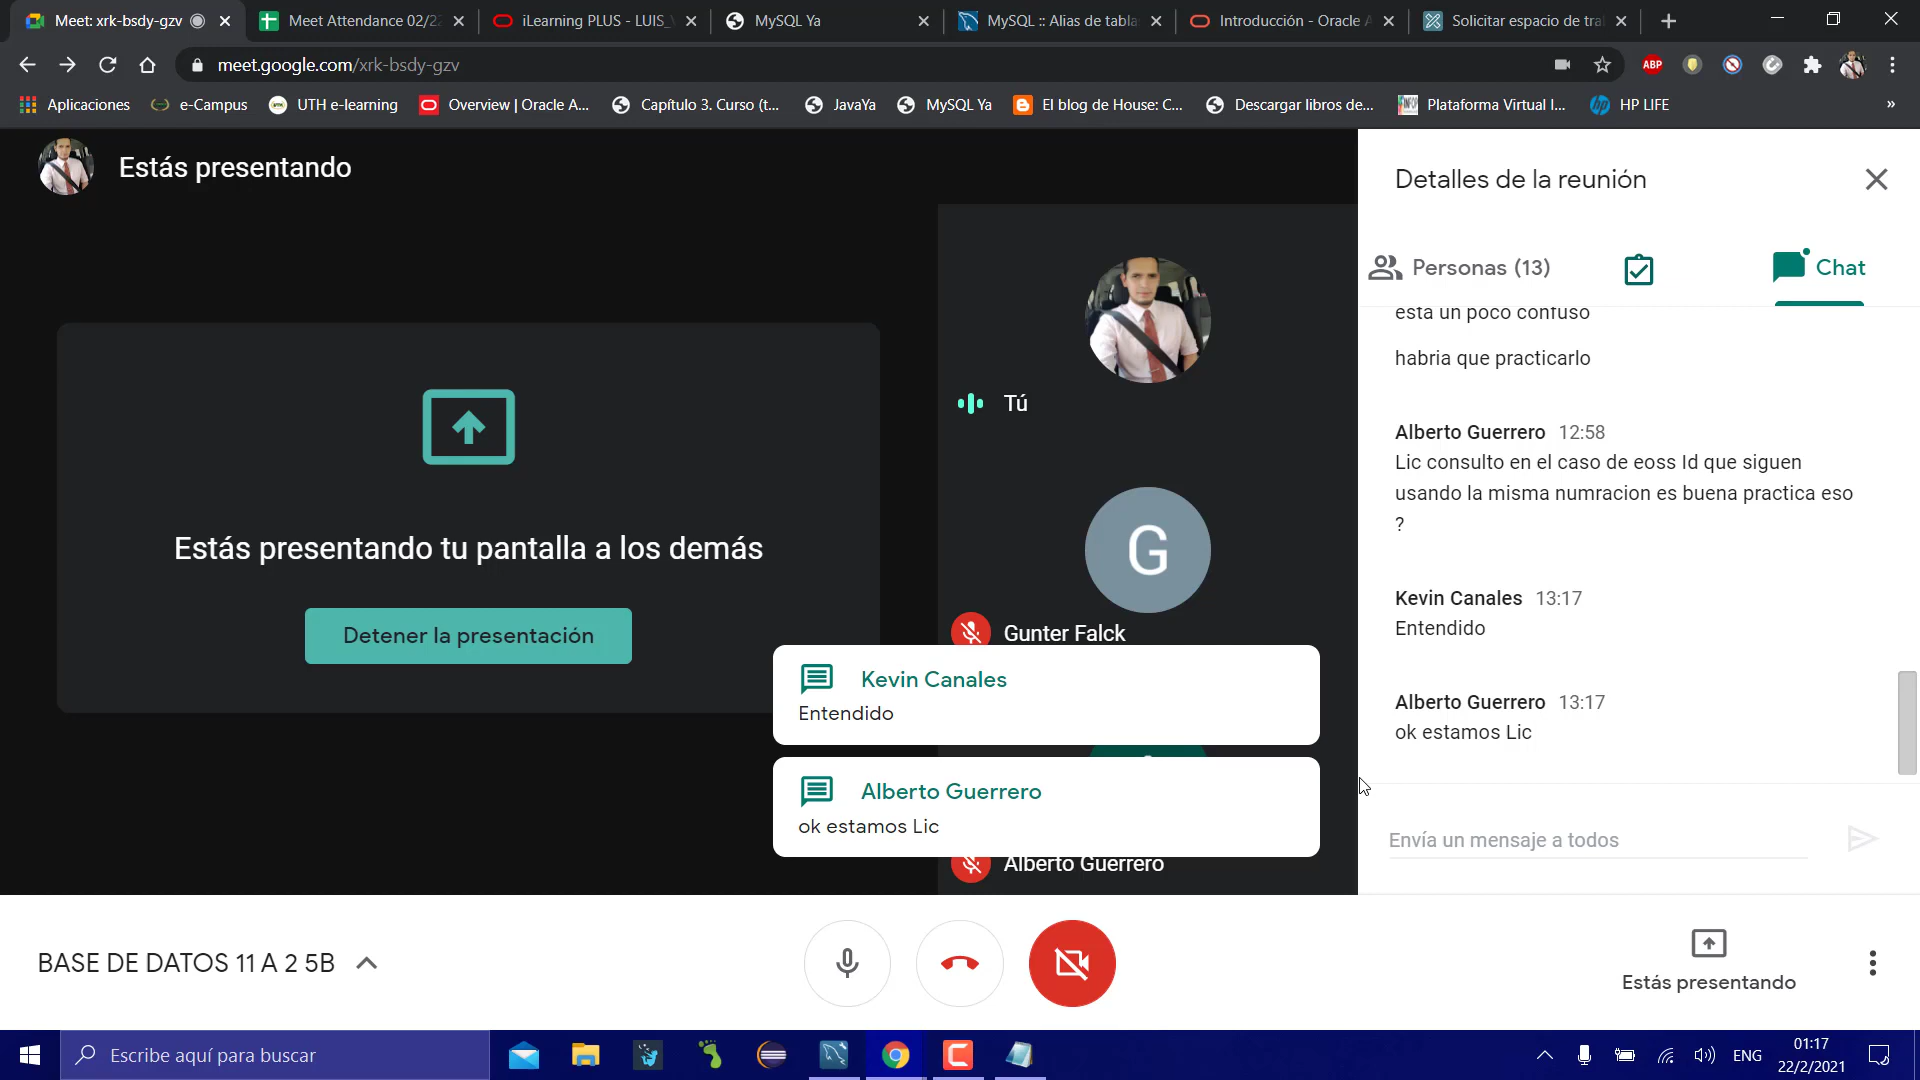 Meet: xrk-bsdy-gzv
Meet Attendance 02/22
iLearning PLUS - LUIS_
MySQL Ya
MySQL :: Alias de tabla
Introducción - Oracle A
Solicitar espacio de tra
meet.google.com/xrk-bsdy-gzv
ABP
Aplicaciones
e-Campus
UTH e-learning
Overview | Oracle A...
Capítulo 3. Curso (t...
JavaYa
MySQL Ya
El blog de House: C...
Descargar libros de...
Plataforma Virtual I...
HP LIFE
»
Estás presentando
Estás presentando tu pantalla a los demás
Detener la presentación
Tú
G
Gunter Falck
Kevin Canales
Entendido
Alberto Guerrero
ok estamos Lic
Alberto Guerrero
Detalles de la reunión
Personas (13)
Chat
esta un poco confuso
habria que practicarlo
Alberto Guerrero 12:58
Lic consulto en el caso de eoss Id que siguen
usando la misma numracion es buena practica eso
?
Kevin Canales 13:17
Entendido
Alberto Guerrero 13:17
ok estamos Lic
Envía un mensaje a todos
BASE DE DATOS 11 A 2 5B
Estás presentando
Escribe aquí para buscar
ENG
01:17
22/2/2021